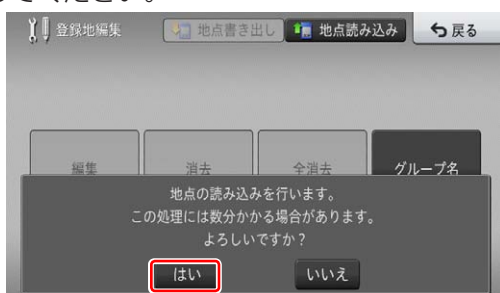 ください。
登録地編集 地点書き出し 地点読み込み 戻る
編集 消去 全消去 グループ名
地点の読み込みを行います。
この処理には数分かかる場合があります。
よろしいですか?
はい いいえ